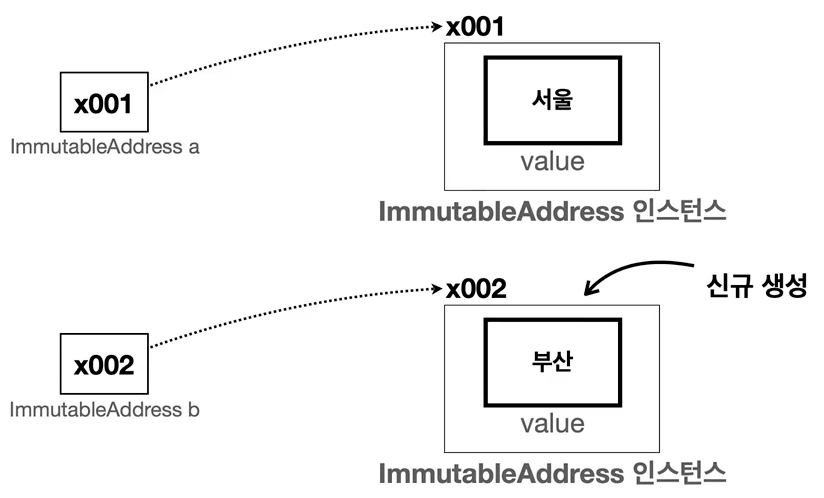 x001
x001
서울
ImmutableAddress a
value
ImmutableAddress 인스턴스
x002
신규 생성
x002
부산
ImmutableAddress b
value
ImmutableAddress 인스턴스